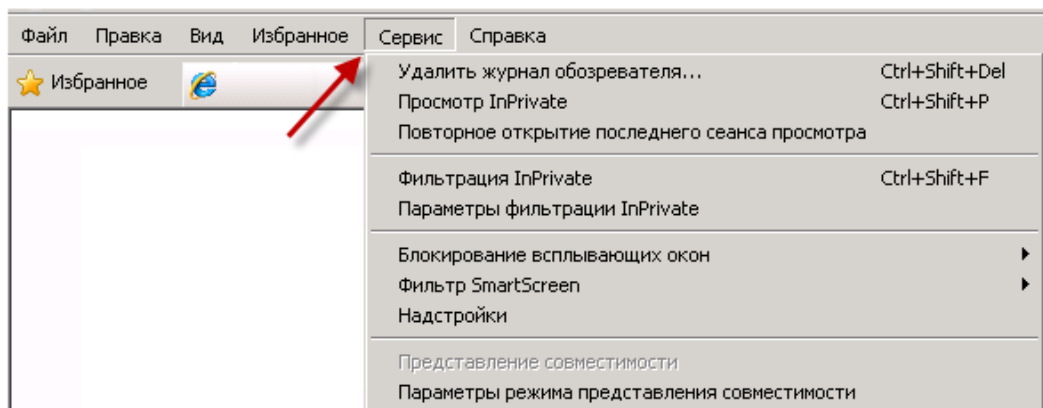 Файл Правка Вид Избранное Сервис Справка
Избранное
Удалить журнал обозревателя... Ctrl+Shift+Del
Просмотр InPrivate Ctrl+Shift+P
Повторное открытие последнего сеанса просмотра
Фильтрация InPrivate Ctrl+Shift+F
Параметры фильтрации InPrivate
Блокирование всплывающих окон
Фильтр SmartScreen
Надстройки
Представление совместимости
Параметры режима представления совместимости